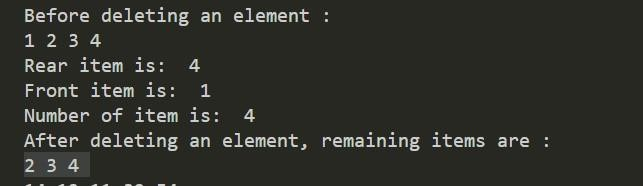 Before deleting an element :
1 2 3 4
Rear item is:  4
Front item is:  1
Number of item is:  4
After deleting an element, remaining items are :
2 3 4